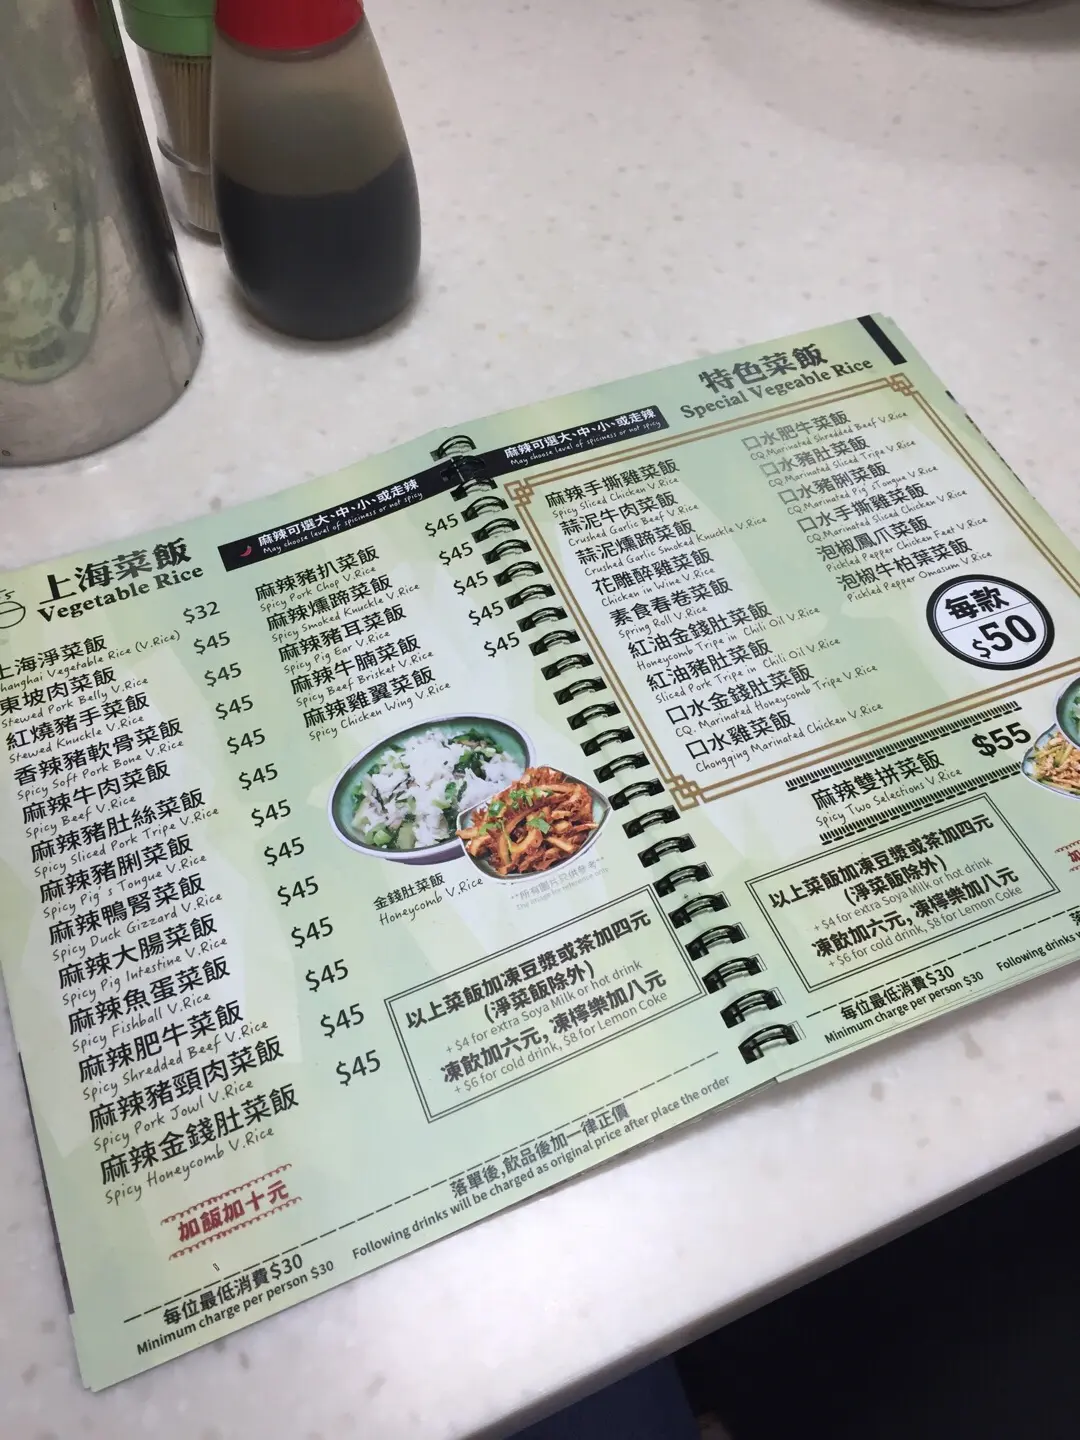 上海菜飯
Vegetable Rice
麻辣可選大、中、小、或走辣
May choose level of spiciness or not spicy
上海淨菜飯 $32
Shanghai Vegetable Rice (V.Rice)
東坡肉菜飯 $45
Stewed Pork Belly V.Rice
紅燒豬手菜飯 $45
Stewed Knuckle V.Rice
香辣豬軟骨菜飯 $45
Spicy Soft Pork Bone V.Rice
麻辣牛肉菜飯 $45
Spicy Beef V.Rice
麻辣豬肚絲菜飯 $45
Spicy Sliced Pork Tripe V.Rice
麻辣豬脷菜飯 $45
Spicy Pig's Tongue V.Rice
麻辣鴨腎菜飯 $45
Spicy Duck Gizzard V.Rice
麻辣大腸菜飯 $45
Spicy Pig Intestine V.Rice
麻辣魚蛋菜飯 $45
Spicy Fishball V.Rice
麻辣肥牛菜飯 $45
Spicy Shredded Beef V.Rice
麻辣豬頸肉菜飯 $45
Spicy Pork Jowl V.Rice
麻辣金錢肚菜飯 $45
Spicy Honeycomb V.Rice
加飯加十元
麻辣豬扒菜飯 $45
Spicy Pork Chop V.Rice
麻辣燻蹄菜飯 $45
Spicy Smoked Knuckle V.Rice
麻辣豬耳菜飯 $45
Spicy Pig Ear V.Rice
麻辣牛腩菜飯 $45
Spicy Beef Brisket V.Rice
麻辣雞翼菜飯 $45
Spicy Chicken Wing V.Rice
金錢肚菜飯
Honeycomb V.Rice
**所有圖片只供參考**
The image for reference only
以上菜飯加凍豆漿或茶加四元
(淨菜飯除外)
+ $4 for extra Soya Milk or hot drink
凍飲加六元, 凍檸樂加八元
+ $6 for cold drink, $8 for Lemon Coke
落單後,飲品後加一律正價
Following drinks will be charged as original price after place the order
每位最低消費$30
Minimum charge per person $30
特色菜飯
Special Vegeable Rice
麻辣可選大、中、小、或走辣
May choose level of spiciness or not spicy
麻辣手撕雞菜飯
Spicy Sliced Chicken V.Rice
蒜泥牛肉菜飯
Crushed Garlic Beef V.Rice
蒜泥燻蹄菜飯
Crushed Garlic Smoked Knuckle V.Rice
花雕醉雞菜飯
Chicken in Wine V.Rice
素食春卷菜飯
Spring Roll V.Rice
紅油金錢肚菜飯
Honeycomb Tripe in Chili Oil V.Rice
紅油豬肚菜飯
Sliced Pork Tripe in Chili Oil V.Rice
口水金錢肚菜飯
CQ. Marinated Honeycomb Tripe V.Rice
口水雞菜飯
Chongqing Marinated Chicken V.Rice
口水肥牛菜飯
CQ.Marinated Shredded Beef V.Rice
口水豬肚菜飯
CQ.Marinated Sliced Tripe V.Rice
口水豬脷菜飯
CQ.Marinated Pig'sTongue V.Rice
口水手撕雞菜飯
CQ.Marinated Sliced Chicken V.Rice
泡椒鳳爪菜飯
Pickled Pepper Chicken Feet V.Rice
泡椒牛柏葉菜飯
Pickled Pepper Omasum V.Rice
每款
$50
麻辣雙拼菜飯 $55
Spicy Two Selections V.Rice
以上菜飯加凍豆漿或茶加四元
(淨菜飯除外)
+ $4 for extra Soya Milk or hot drink
凍飲加六元, 凍檸樂加八元
+ $6 for cold drink, $8 for Lemon Coke
每位最低消費$30
Minimum charge per person $30
Following drinks